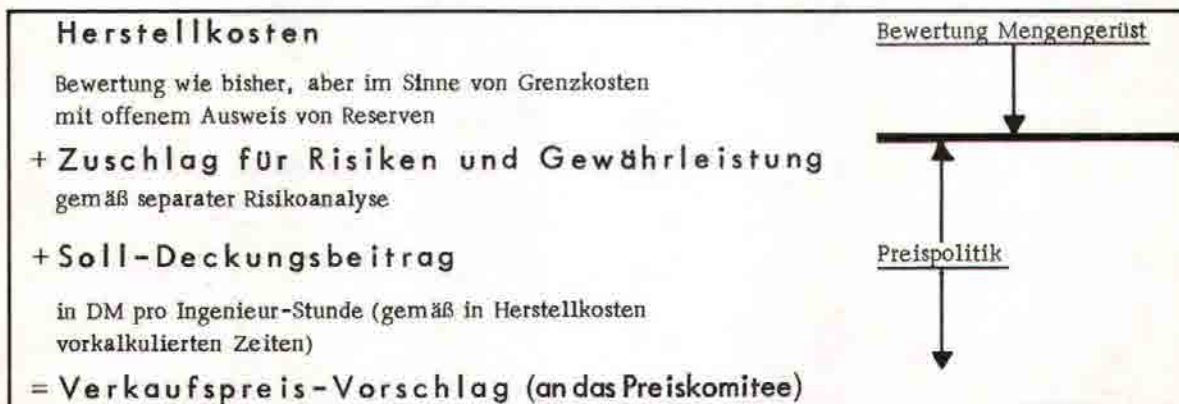 Herstellkosten
Bewertung Mengengerüst
Bewertung wie bisher, aber im Sinne von Grenzkosten
mit offenem Ausweis von Reserven
+ Zuschlag für Risiken und Gewährleistung
gemäß separater Risikoanalyse
+ Soll-Deckungsbeitrag
Preispolitik
in DM pro Ingenieur-Stunde (gemäß in Herstellkosten
vorkalkulierten Zeiten)
= Verkaufspreis-Vorschlag (an das Preiskomitee)